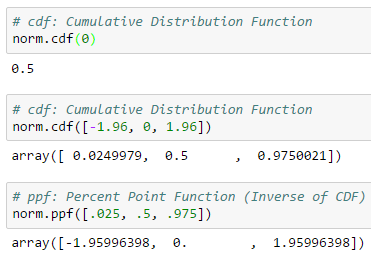 # cdf: Cumulative Distribution Function
norm.cdf(0)
0.5
# cdf: Cumulative Distribution Function
norm.cdf([-1.96, 0, 1.96])
array([ 0.0249979,  0.5      ,  0.9750021])
# ppf: Percent Point Function (Inverse of CDF)
norm.ppf([.025, .5, .975])
array([-1.95996398,  0.        ,  1.95996398])